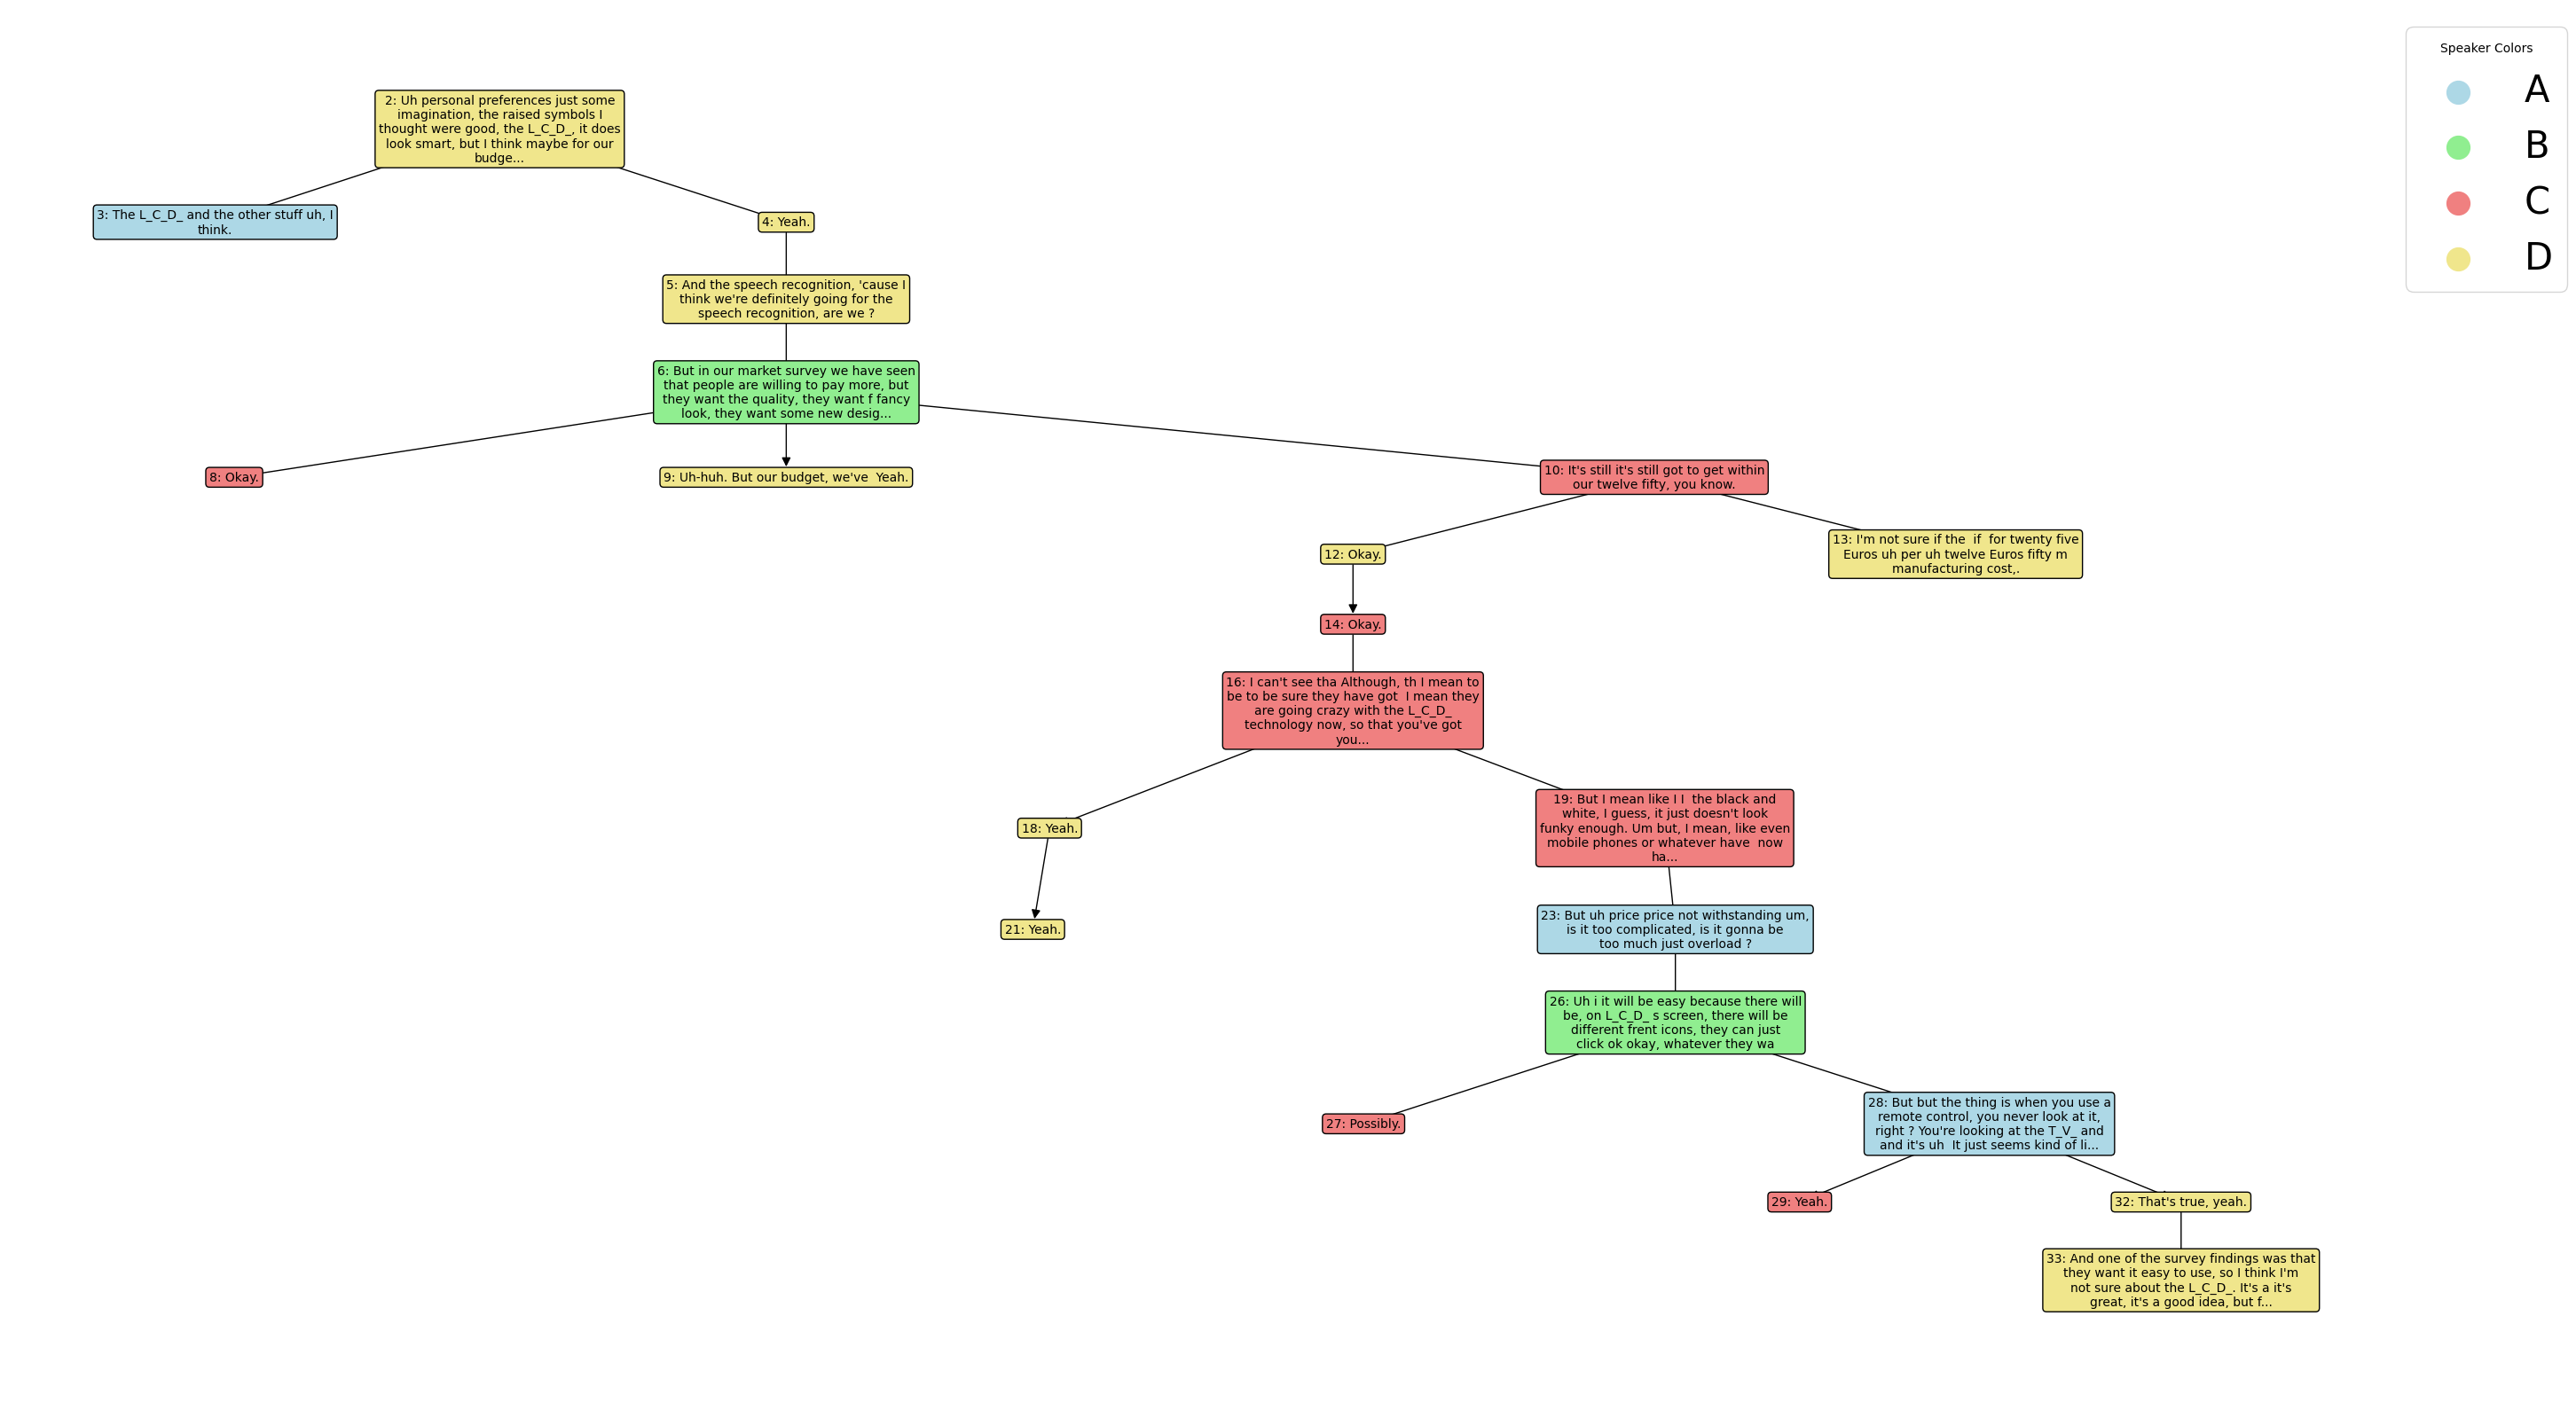 Speaker Colors
A
B
C
D
2: Uh personal preferences just some
imagination, the raised symbols I
thought were good, the L_C_D_, it does
look smart, but I think maybe for our
budge...
3: The L_C_D_ and the other stuff uh, I
think.
4: Yeah.
5: And the speech recognition, 'cause I
think we're definitely going for the
speech recognition, are we ?
6: But in our market survey we have seen
that people are willing to pay more, but
they want the quality, they want f fancy
look, they want some new desig...
8: Okay.
9: Uh-huh. But our budget, we've  Yeah.
10: It's still it's still got to get within
our twelve fifty, you know.
12: Okay.
13: I'm not sure if the  if  for twenty five
Euros uh per uh twelve Euros fifty m
manufacturing cost,.
14: Okay.
16: I can't see tha Although, th I mean to
be to be sure they have got  I mean they
are going crazy with the L_C_D_
technology now, so that you've got
you...
18: Yeah.
19: But I mean like I I  the black and
white, I guess, it just doesn't look
funky enough. Um but, I mean, like even
mobile phones or whatever have  now
ha...
21: Yeah.
23: But uh price price not withstanding um,
is it too complicated, is it gonna be
too much just overload ?
26: Uh i it will be easy because there will
be, on L_C_D_ s screen, there will be
different frent icons, they can just
click ok okay, whatever they wa
27: Possibly.
28: But but the thing is when you use a
remote control, you never look at it,
right ? You're looking at the T_V_ and
and it's uh  It just seems kind of li...
29: Yeah.
32: That's true, yeah.
33: And one of the survey findings was that
they want it easy to use, so I think I'm
not sure about the L_C_D_. It's a it's
great, it's a good idea, but f...